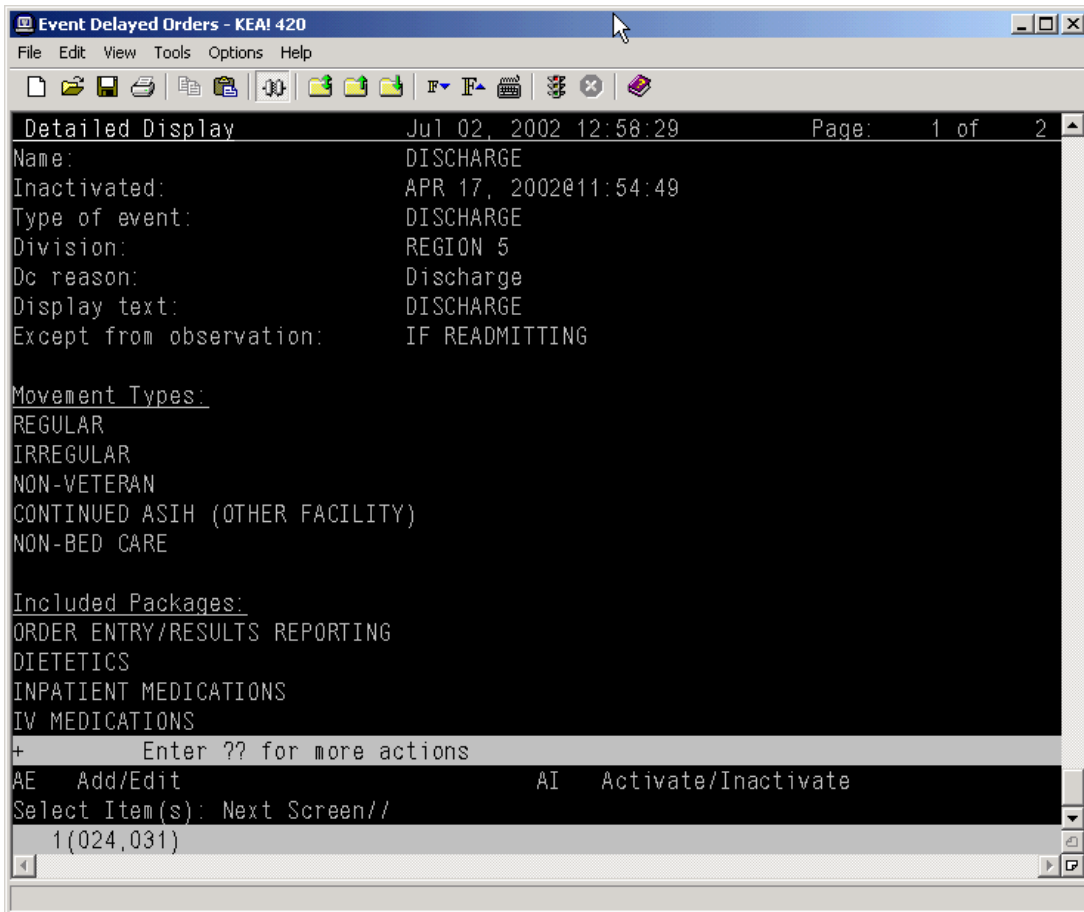 Event Delayed Orders - KEA! 420
File Edit View Tools Options Help
Detailed Display Jul 02, 2002 12:58:29 Page: 1 of 2
Name: DISCHARGE
Inactivated: APR 17, 2002@11:54:49
Type of event: DISCHARGE
Division: REGION 5
Dc reason: Discharge
Display text: DISCHARGE
Except from observation: IF READMITTING
Movement Types:
REGULAR
IRREGULAR
NON-VETERAN
CONTINUED ASIH (OTHER FACILITY)
NON-BED CARE
Included Packages:
ORDER ENTRY/RESULTS REPORTING
DIETETICS
INPATIENT MEDICATIONS
IV MEDICATIONS
+ Enter ?? for more actions
AE Add/Edit AI Activate/Inactivate
Select Item(s): Next Screen//
1(024,031)